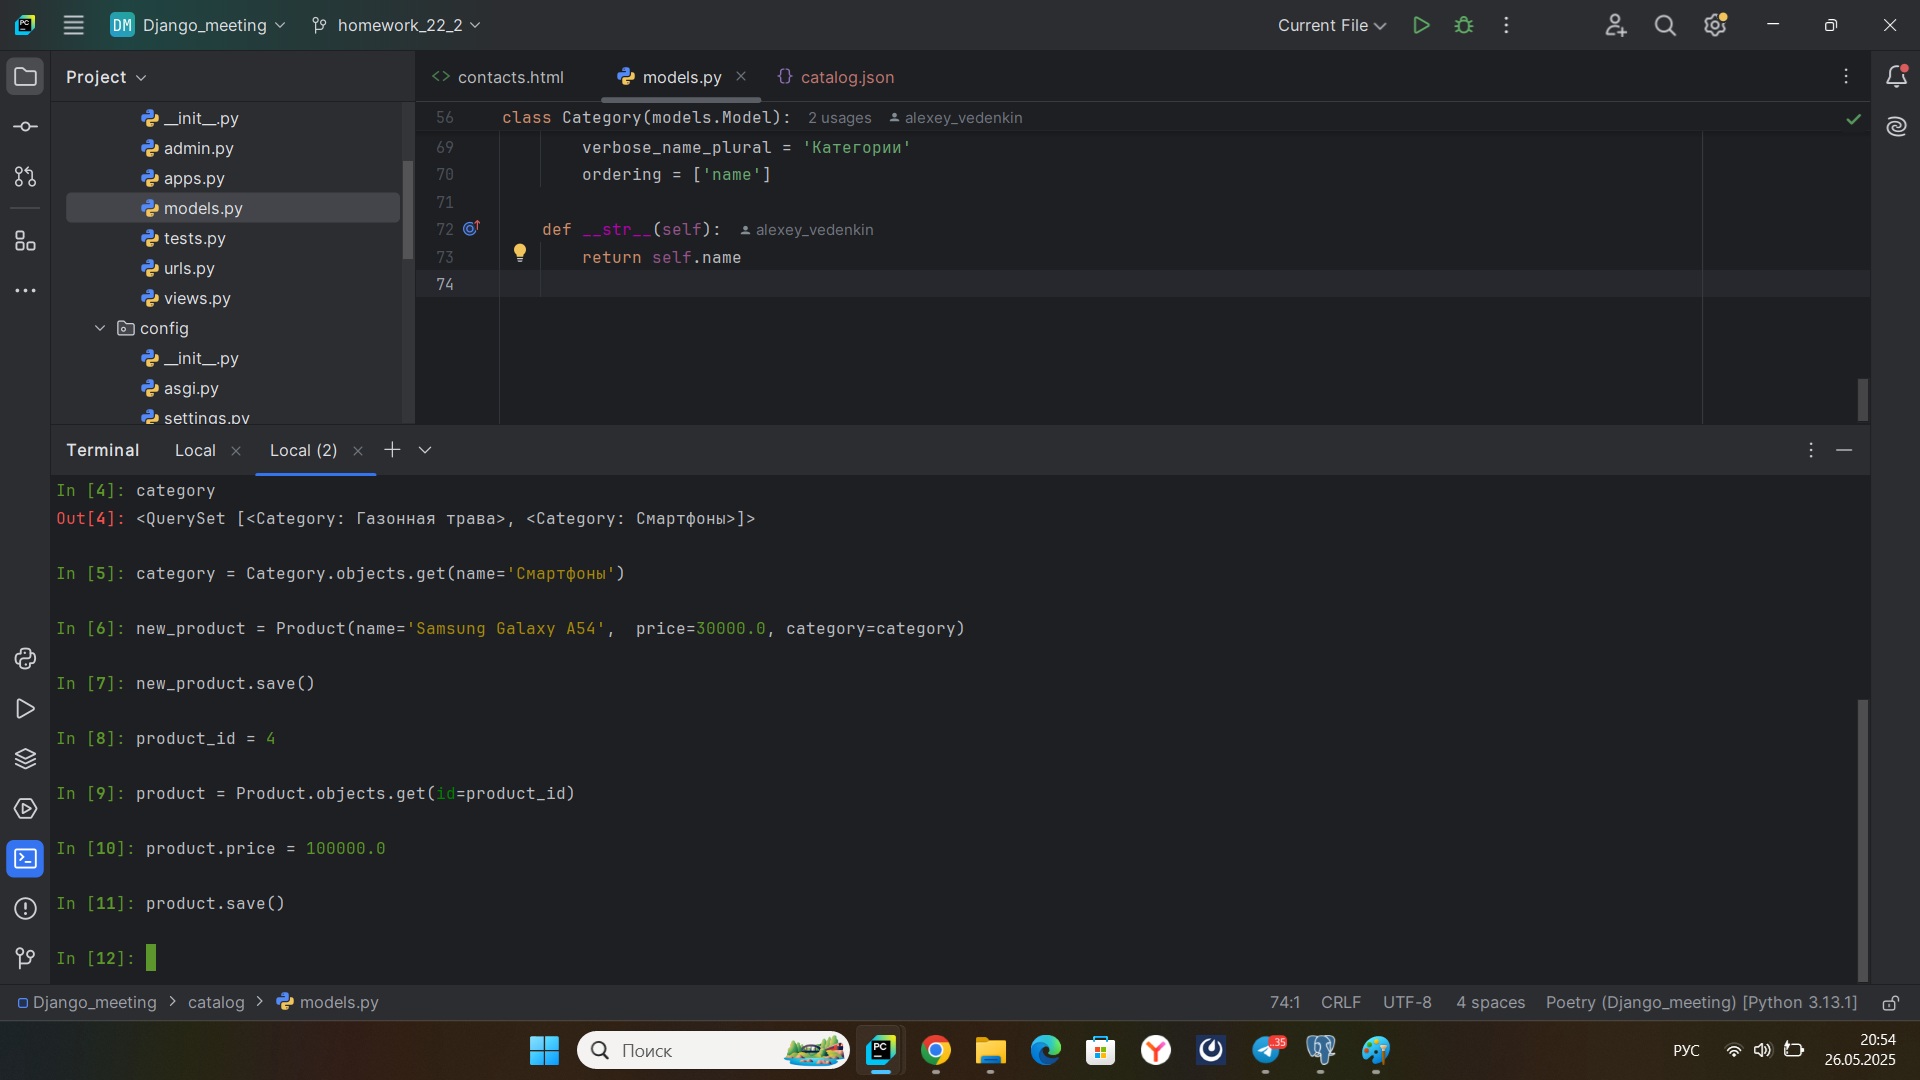 DM Django_meeting homework_22_2 Current File
Project
contacts.html models.py catalog.json
__init__.py
admin.py
apps.py
models.py
tests.py
urls.py
views.py
config
__init__.py
asgi.py
settings.py
56 class Category(models.Model): 2 usages alexey_vedenkin
69 verbose_name_plural = 'Категории'
70 ordering = ['name']
71
72 def __str__(self): alexey_vedenkin
73 return self.name
74
Terminal Local Local (2)
In [4]: category
Out[4]: <QuerySet [<Category: Газонная трава>, <Category: Смартфоны>]>
In [5]: category = Category.objects.get(name='Смартфоны')
In [6]: new_product = Product(name='Samsung Galaxy A54',  price=30000.0, category=category)
In [7]: new_product.save()
In [8]: product_id = 4
In [9]: product = Product.objects.get(id=product_id)
In [10]: product.price = 100000.0
In [11]: product.save()
In [12]:
Django_meeting > catalog > models.py 74:1 CRLF UTF-8 4 spaces Poetry (Django_meeting) [Python 3.13.1]
Поиск PC 35 РУС 20:54
26.05.2025